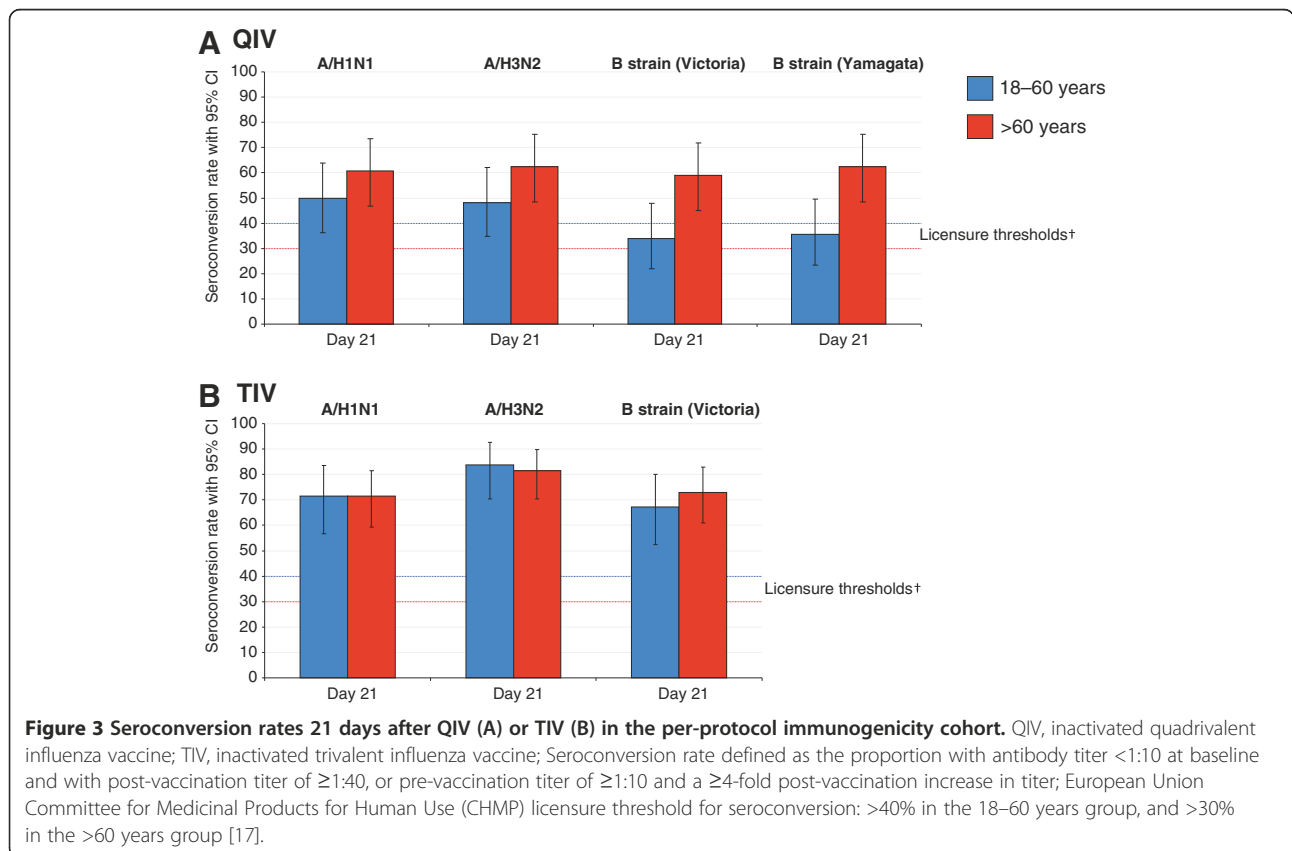 A QIV
A/H1N1 A/H3N2 B strain (Victoria) B strain (Yamagata)
Seroconversion rate with 95% CI
100
90
80
70
60
50
40
30
20
10
0
18–60 years
>60 years
Licensure thresholds†
Day 21 Day 21 Day 21 Day 21
B TIV
A/H1N1 A/H3N2 B strain (Victoria)
Seroconversion rate with 95% CI
100
90
80
70
60
50
40
30
20
10
0
Licensure thresholds†
Day 21 Day 21 Day 21
Figure 3 Seroconversion rates 21 days after QIV (A) or TIV (B) in the per-protocol immunogenicity cohort. QIV, inactivated quadrivalent
influenza vaccine; TIV, inactivated trivalent influenza vaccine; Seroconversion rate defined as the proportion with antibody titer <1:10 at baseline
and with post-vaccination titer of ≥1:40, or pre-vaccination titer of ≥1:10 and a ≥4-fold post-vaccination increase in titer; European Union
Committee for Medicinal Products for Human Use (CHMP) licensure threshold for seroconversion: >40% in the 18–60 years group, and >30%
in the >60 years group [17].